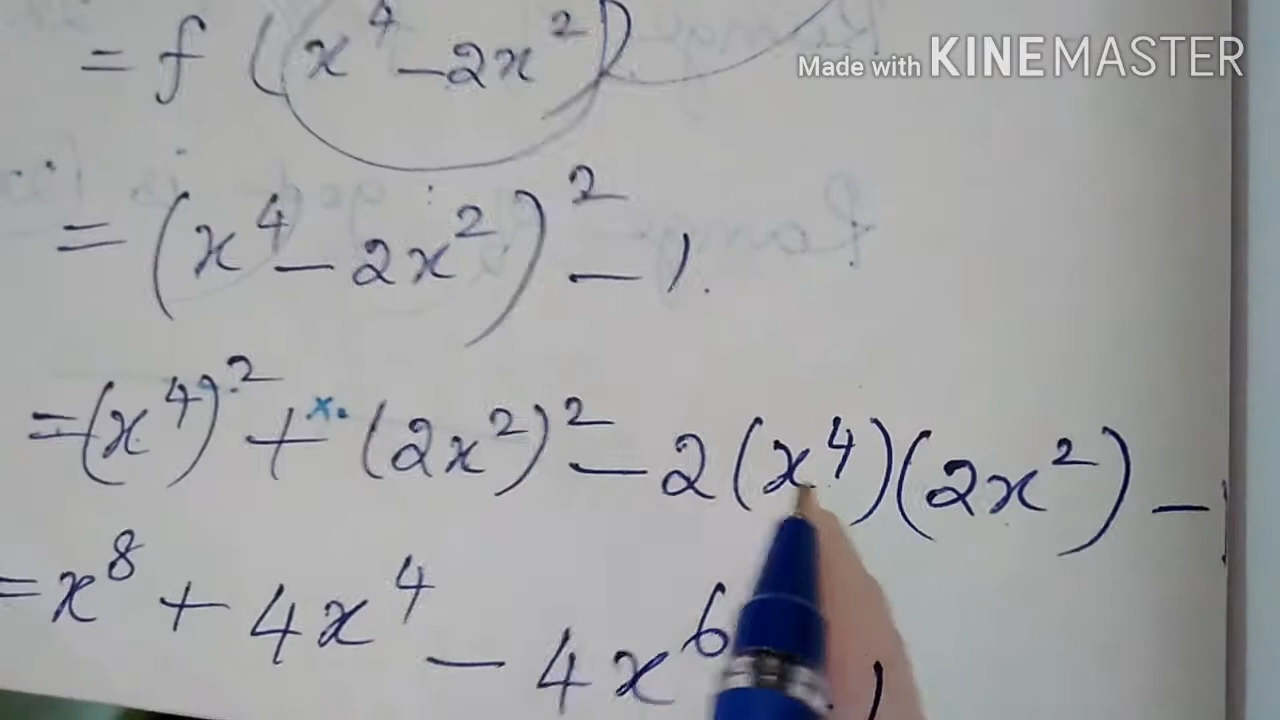 = f (x⁴ - 2x²)
Made with KINEMASTER
= (x⁴ - 2x²)² - 1.
= (x⁴)² + (2x²)² - 2(x⁴)(2x²) - 1
= x⁸ + 4x⁴ - 4x⁶